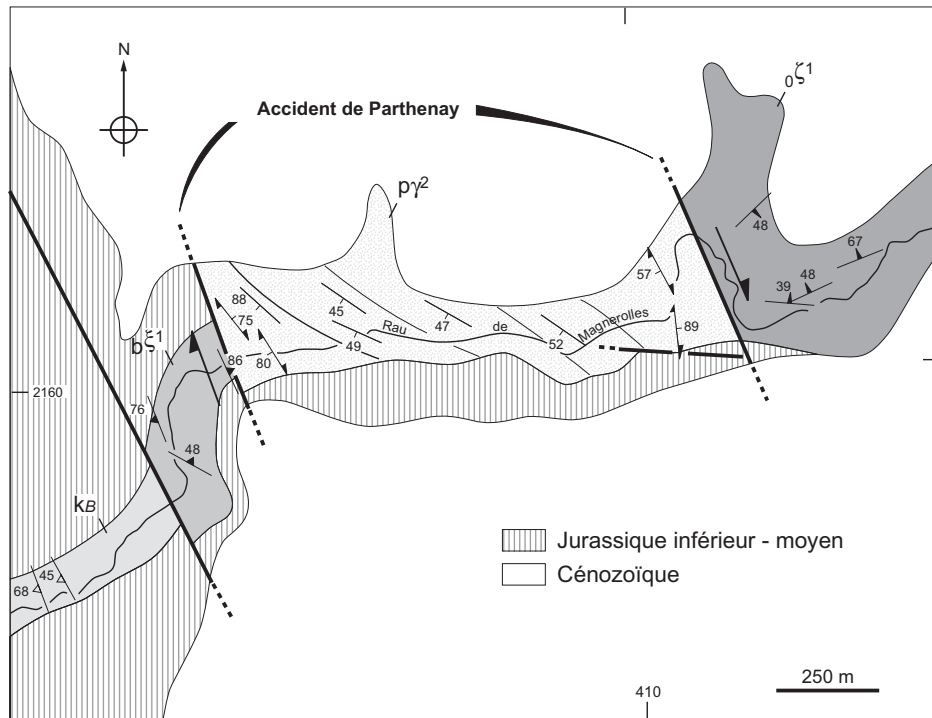 N
Accident de Parthenay
0ζ1
pγ2
48
67
57
48
39
88
75
45
47
Rau de Magnerolles
52
49
89
bξ1
86
80
2160
76
48
kB
45
68
Jurassique inférieur - moyen
Cénozoïque
410
250 m